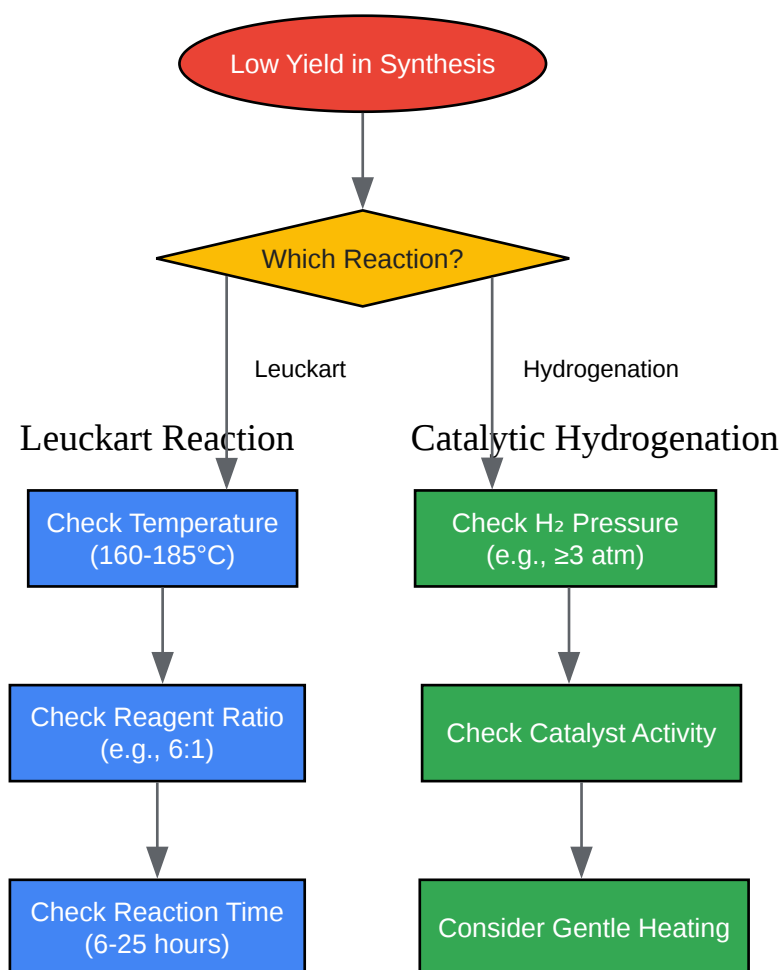 Low Yield in Synthesis
Which Reaction?
Leuckart
Hydrogenation
Leuckart Reaction
Catalytic Hydrogenation
Check Temperature
(160-185°C)
Check H₂ Pressure
(e.g., ≥3 atm)
Check Reagent Ratio
(e.g., 6:1)
Check Catalyst Activity
Check Reaction Time
(6-25 hours)
Consider Gentle Heating